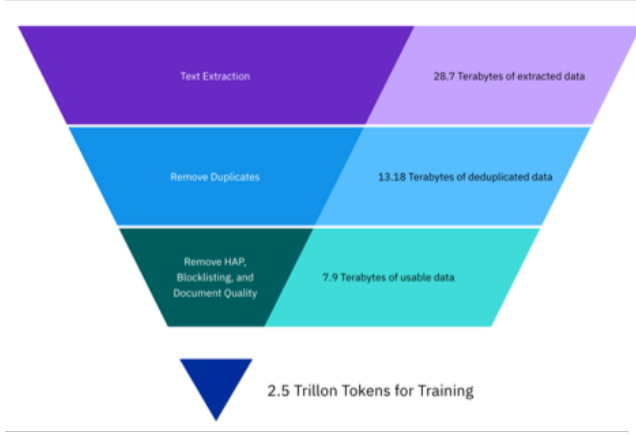 Text Extraction
28.7 Terabytes of extracted data
Remove Duplicates
13.18 Terabytes of deduplicated data
Remove HAP,
Blocklisting, and
Document Quality
7.9 Terabytes of usable data
2.5 Trillon Tokens for Training